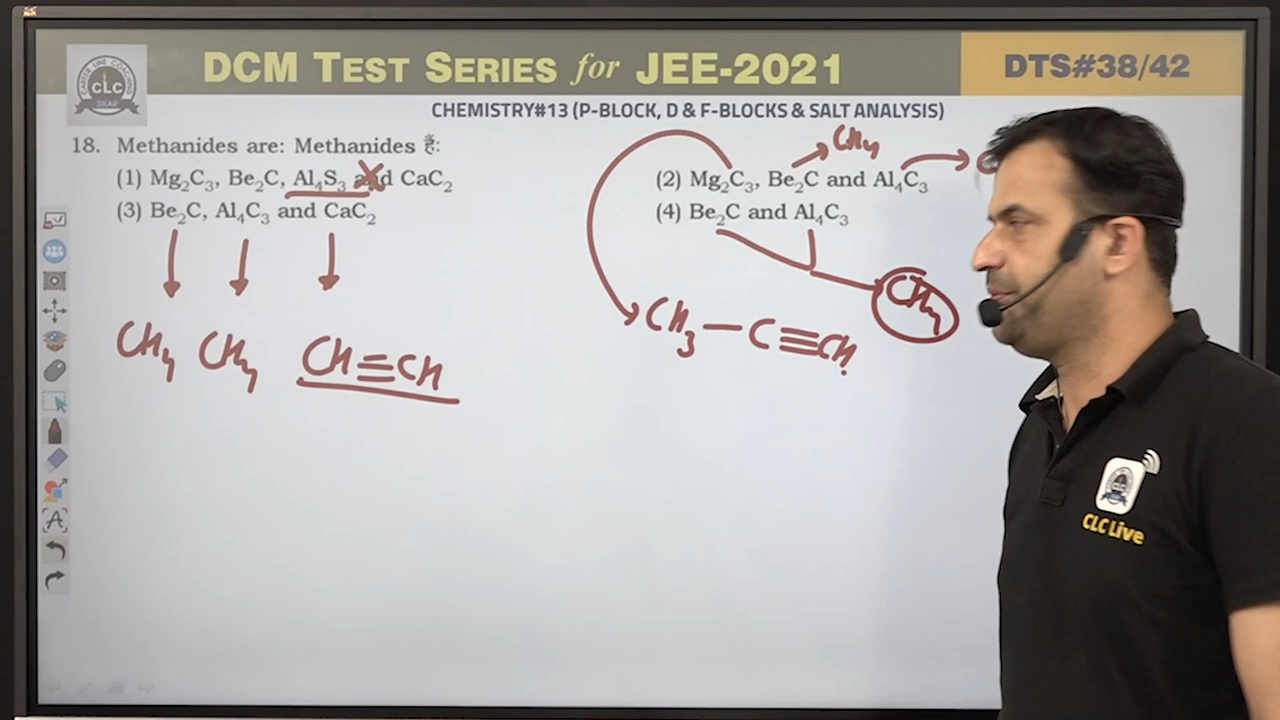 DCM TEST SERIES for JEE-2021
DTS#38/42
CLC
CHEMISTRY#13 (P-BLOCK, D & F-BLOCKS & SALT ANALYSIS)
18. Methanides are: Methanides हैं:
(1) Mg₂C₃, Be₂C, Al₄S₃ and CaC₂
(2) Mg₂C₃, Be₂C and Al₄C₃
(3) Be₂C, Al₄C₃ and CaC₂
(4) Be₂C and Al₄C₃
CH₄
CH₄
CH₃—C≡CH
CH₄ CH₄ CH≡CH
CLC Live